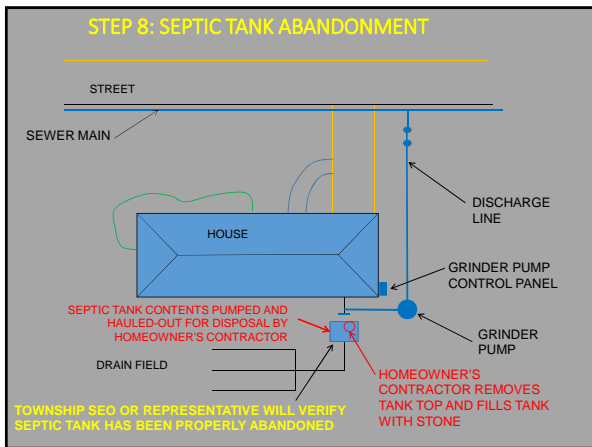 STEP 8: SEPTIC TANK ABANDONMENT
STREET
SEWER MAIN
DISCHARGE
LINE
HOUSE
GRINDER PUMP
CONTROL PANEL
SEPTIC TANK CONTENTS PUMPED AND
HAULED-OUT FOR DISPOSAL BY
HOMEOWNER'S CONTRACTOR
GRINDER
PUMP
DRAIN FIELD
HOMEOWNER'S
CONTRACTOR REMOVES
TANK TOP AND FILLS TANK
WITH STONE
TOWNSHIP SEO OR REPRESENTATIVE WILL VERIFY
SEPTIC TANK HAS BEEN PROPERLY ABANDONED